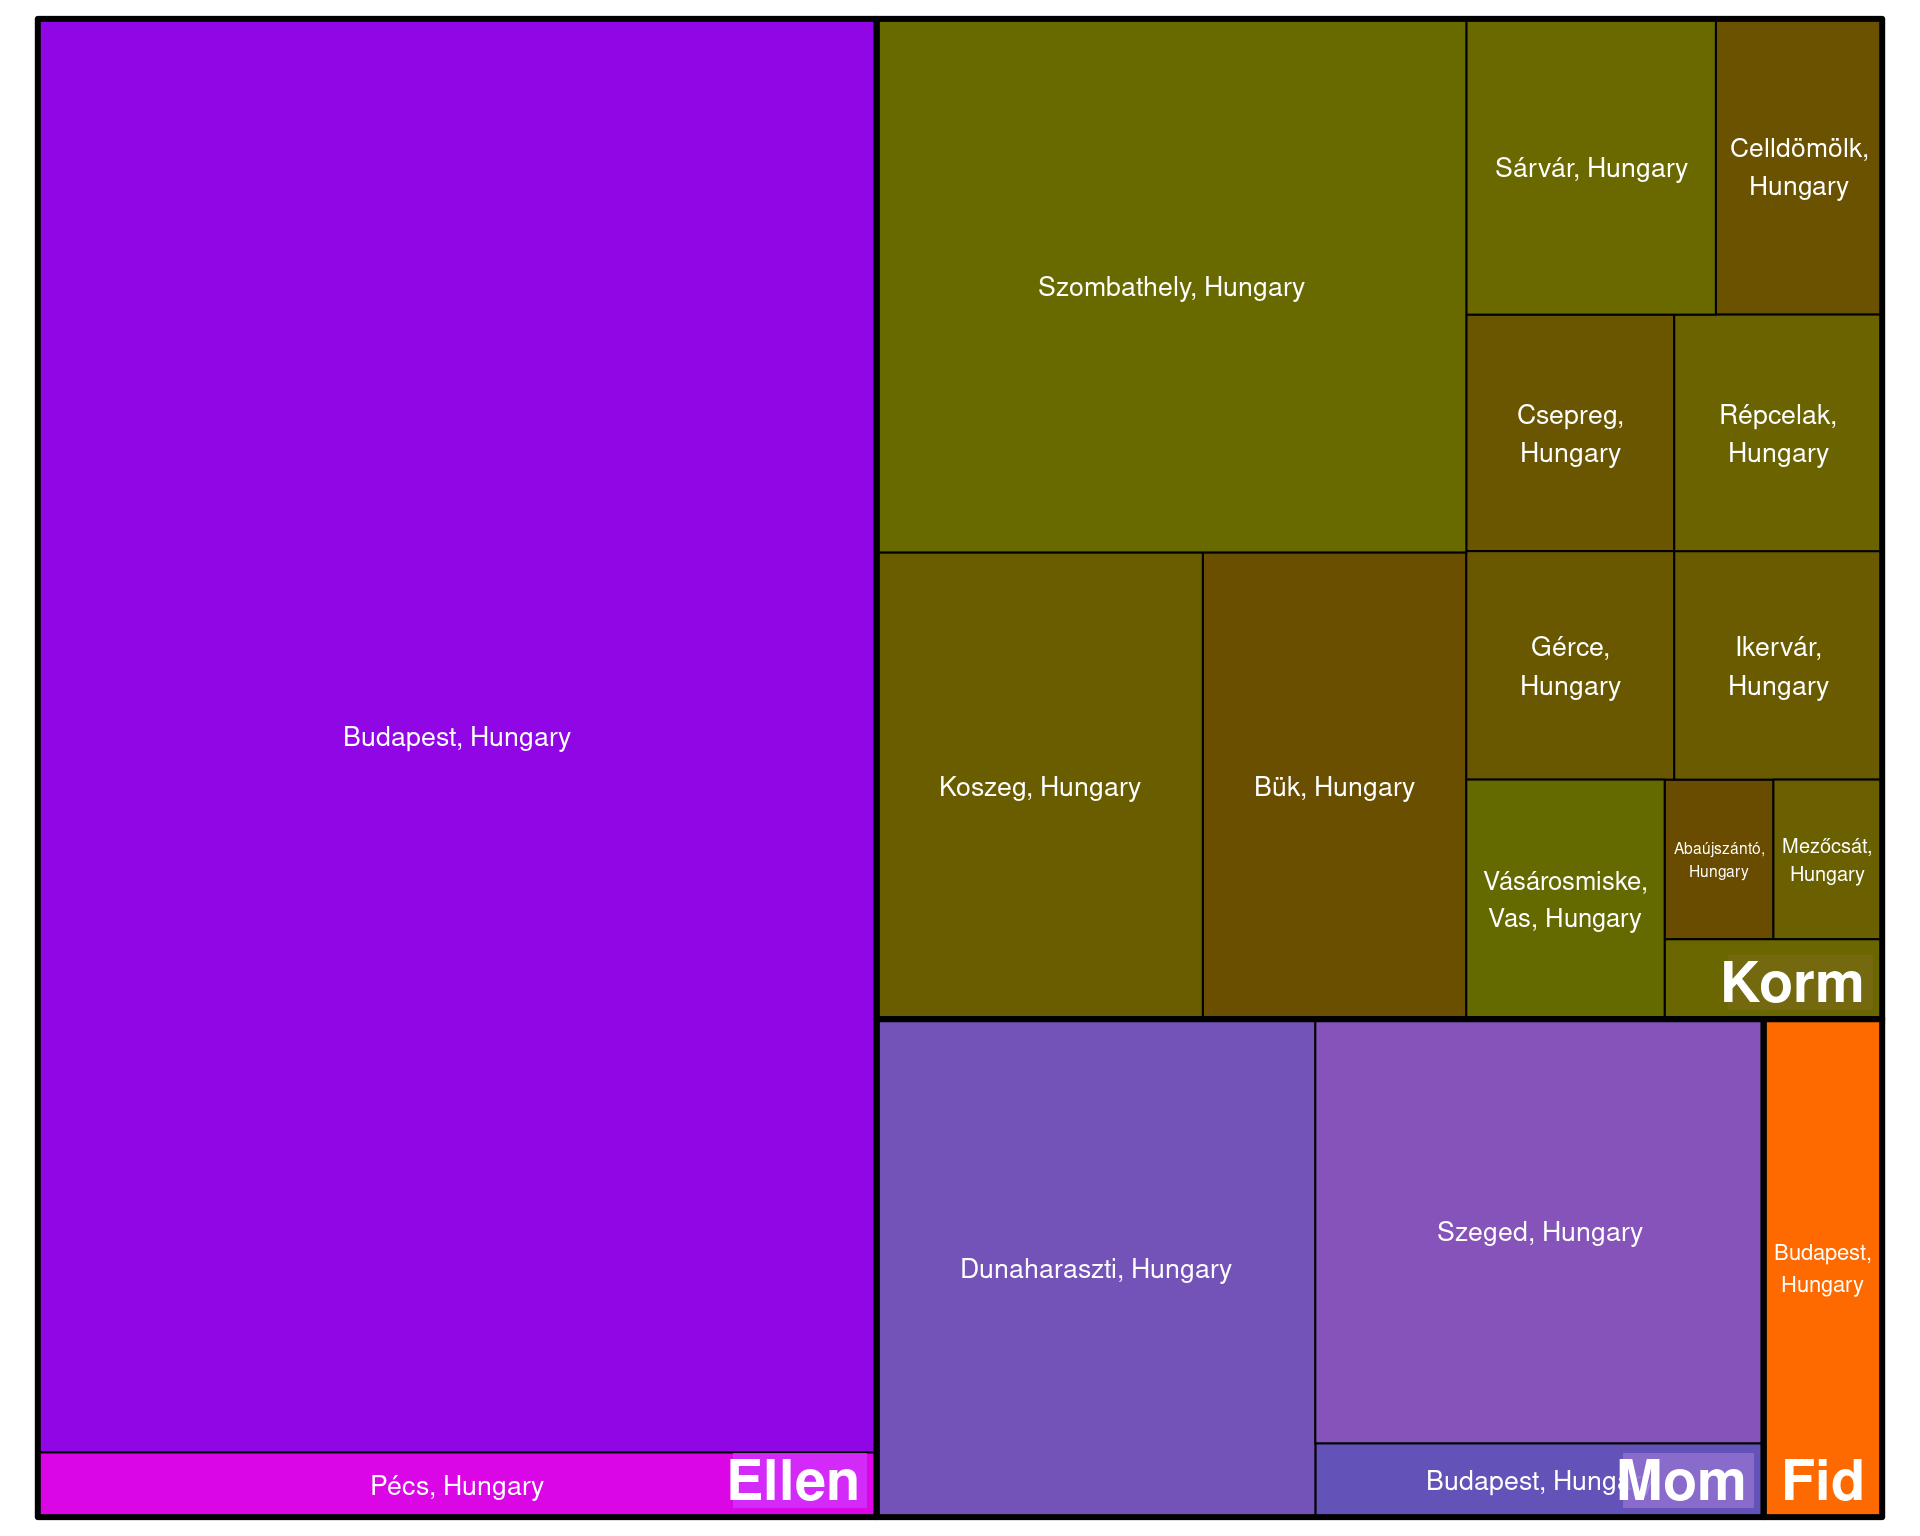 Budapest, Hungary
Pécs, Hungary
Ellen
Szombathely, Hungary
Sárvár, Hungary
Celldömölk,
Hungary
Csepreg,
Hungary
Répcelak,
Hungary
Koszeg, Hungary
Bük, Hungary
Gérce,
Hungary
Ikervár,
Hungary
Vásárosmiske,
Vas, Hungary
Abaújszántó,
Hungary
Mezőcsát,
Hungary
Korm
Dunaharaszti, Hungary
Szeged, Hungary
Budapest,
Mom
Budapest,
Hungary
Fid